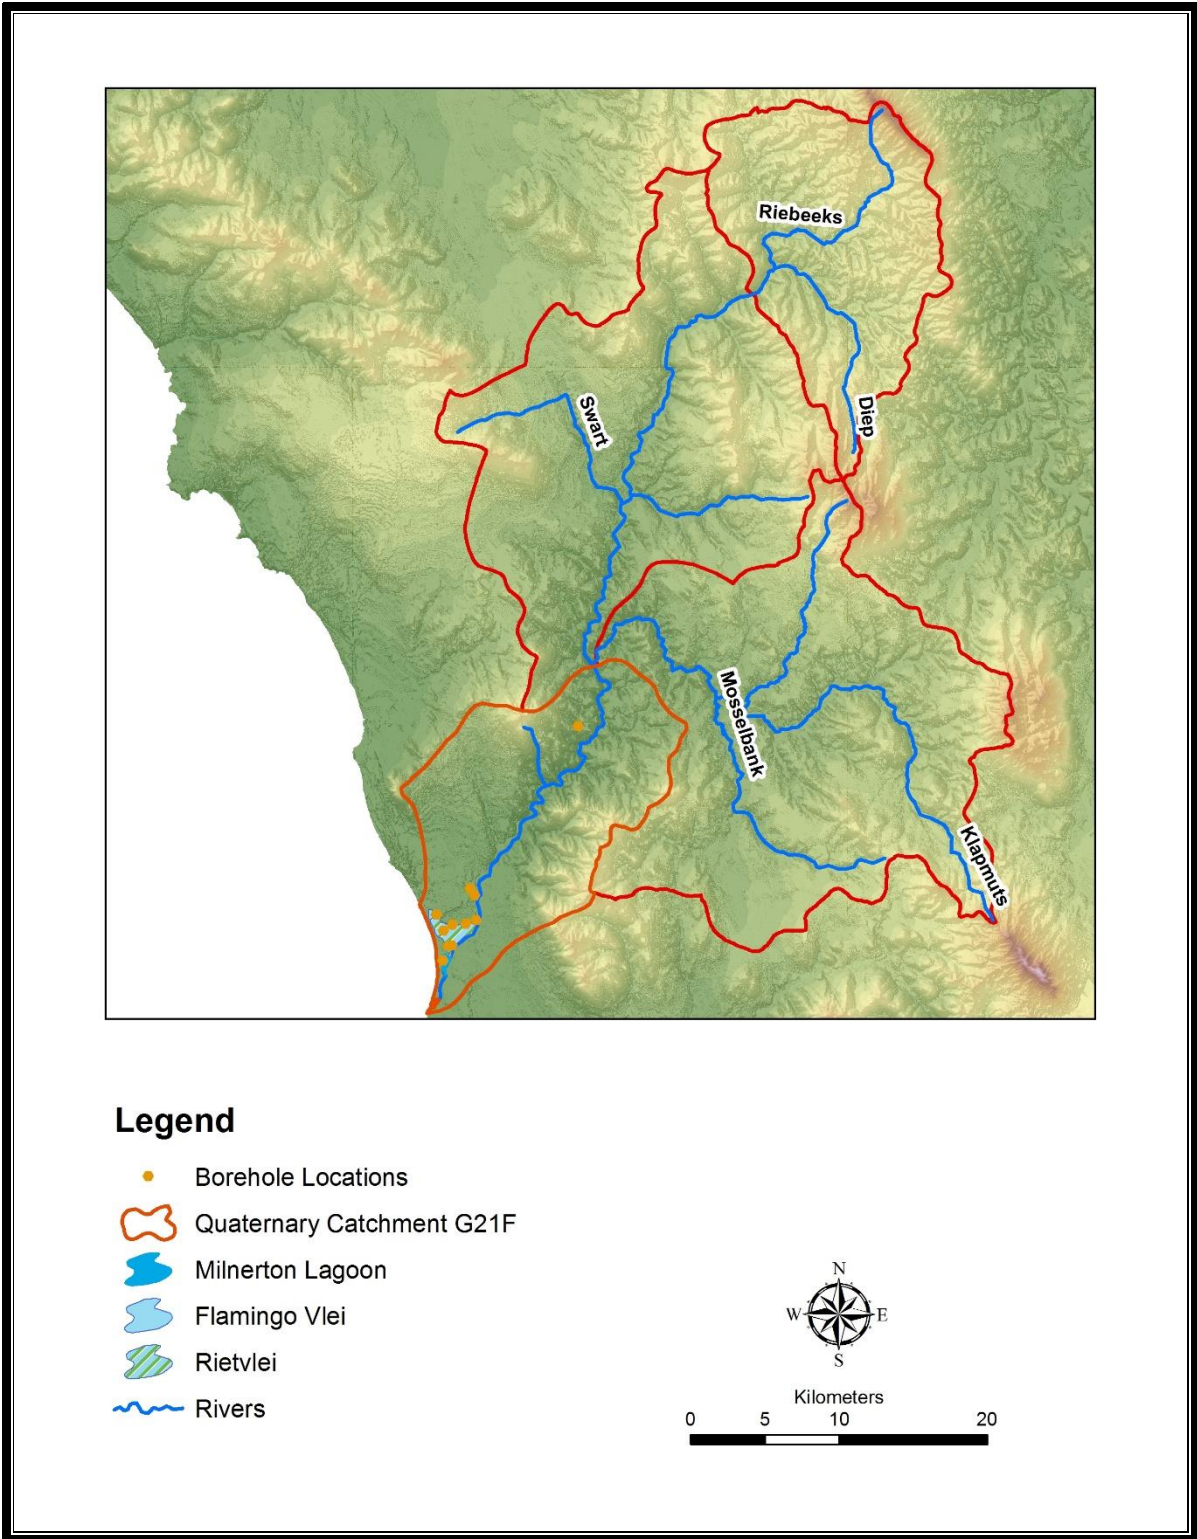 Riebeeks
Swart
Diep
Mosselbank
Klapmuts
Legend
Borehole Locations
Quaternary Catchment G21F
Milnerton Lagoon
Flamingo Vlei
Rietvlei
Rivers
N
W E
S
Kilometers
0 5 10 20